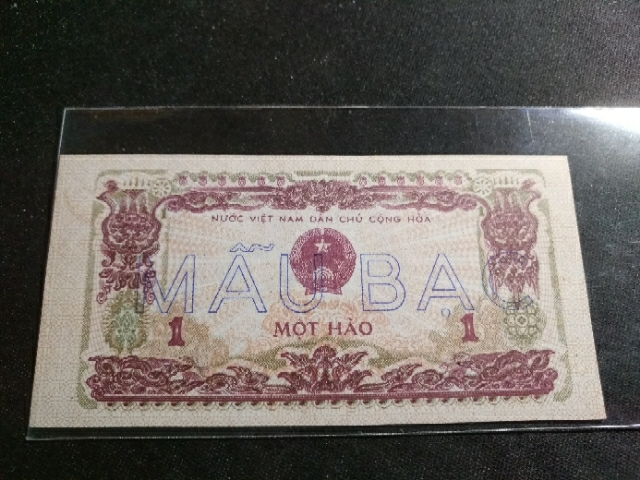 NƯỚC VIỆT NAM DÂN CHỦ CỘNG HÒA
MẪU BẠC
1 MỘT HÀO 1